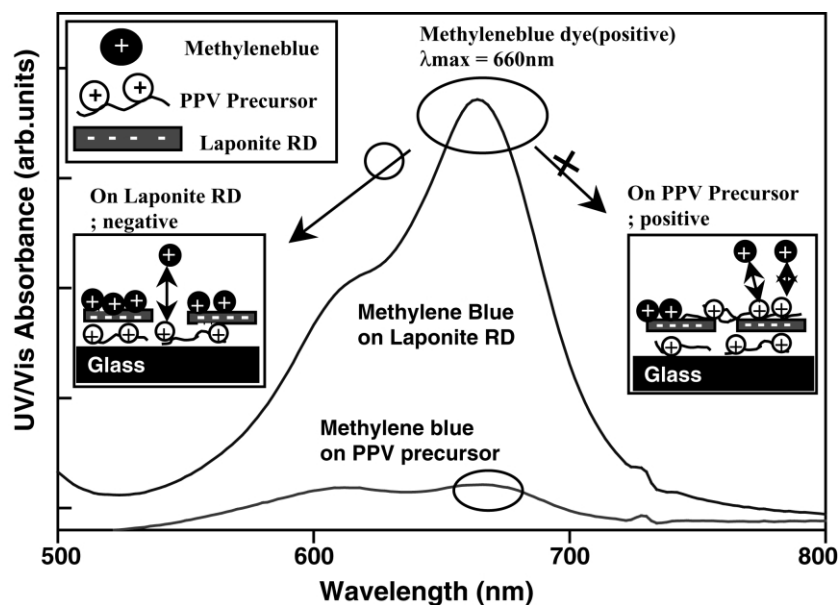 Methyleneblue
PPV Precursor
Laponite RD
Methyleneblue dye(positive)
λmax = 660nm
On Laponite RD
; negative
On PPV Precursor
; positive
Glass
Glass
Methylene Blue
on Laponite RD
Methylene blue
on PPV precursor
UV/Vis Absorbance (arb.units)
500 600 700 800
Wavelength (nm)